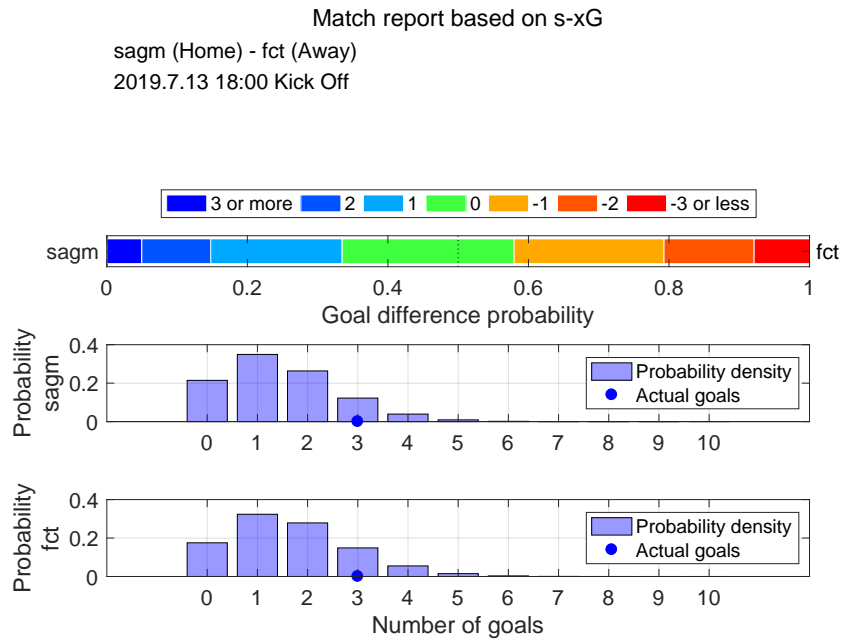 Match report based on s-xG
sagm (Home) - fct (Away)
2019.7.13 18:00 Kick Off
3 or more 2 1 0 -1 -2 -3 or less
sagm fct
0 0.2 0.4 0.6 0.8 1
Goal difference probability
Probability
sagm
0.4
0.2
0
Probability density
Actual goals
0 1 2 3 4 5 6 7 8 9 10
Probability
fct
0.4
0.2
0
Probability density
Actual goals
0 1 2 3 4 5 6 7 8 9 10
Number of goals